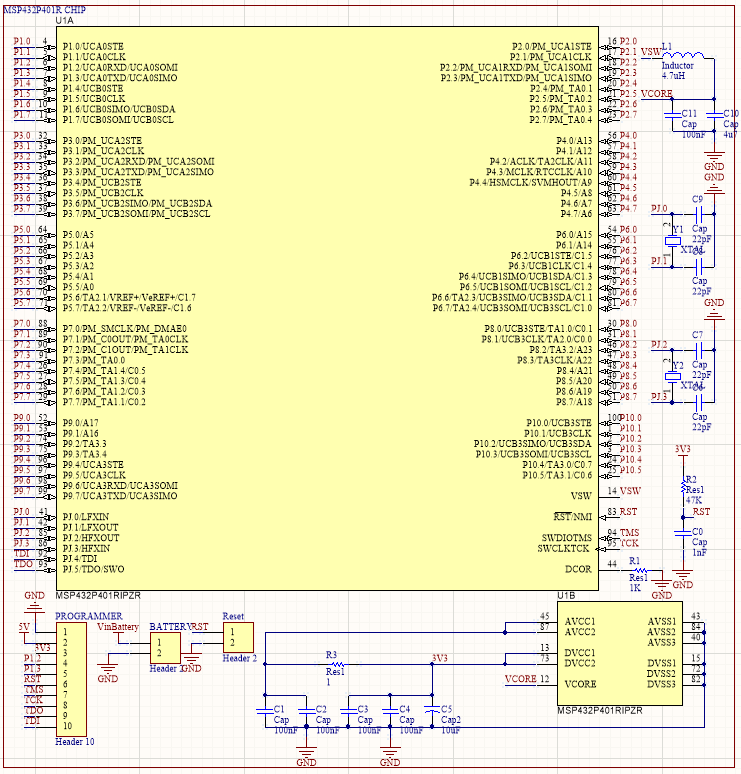 MSP432P401R CHIP
U1A
P1.0 4 P1.0/UCA0STE
P1.1 P1.1/UCA0CLK
P1.2 P1.2/UCA0RXD/UCA0SOMI
P1.3 P1.3/UCA0TXD/UCA0SIMO
P1.4 P1.4/UCB0STE
P1.5 P1.5/UCB0CLK
P1.6 10 P1.6/UCB0SIMO/UCB0SDA
P1.7 P1.7/UCB0SOMI/UCB0SCL
P3.0 32 P3.0/PM_UCA2STE
P3.1 P3.1/PM_UCA2CLK
P3.2 P3.2/PM_UCA2RXD/PM_UCA2SOMI
P3.3 P3.3/PM_UCA2TXD/PM_UCA2SIMO
P3.4 P3.4/PM_UCB2STE
P3.5 P3.5/PM_UCB2CLK
P3.6 38 P3.6/PM_UCB2SIMO/PM_UCB2SDA
P3.7 P3.7/PM_UCB2SOMI/PM_UCB2SCL
P5.0 64 P5.0/A5
P5.1 P5.1/A4
P5.2 P5.2/A3
P5.3 P5.3/A2
P5.4 P5.4/A1
P5.5 P5.5/A0
P5.6 P5.6/TA2.1/VREF+/VeREF+/C1.7
P5.7 P5.7/TA2.2/VREF-/VeREF-/C1.6
P7.0 88 P7.0/PM_SMCLK/PM_DMAE0
P7.1 P7.1/PM_C0OUT/PM_TA0CLK
P7.2 P7.2/PM_C1OUT/PM_TA1CLK
P7.3 P7.3/PM_TA0.0
P7.4 P7.4/PM_TA1.4/C0.5
P7.5 P7.5/PM_TA1.3/C0.4
P7.6 P7.6/PM_TA1.2/C0.3
P7.7 P7.7/PM_TA1.1/C0.2
P9.0 52 P9.0/A17
P9.1 P9.1/A16
P9.2 P9.2/TA3.3
P9.3 P9.3/TA3.4
P9.4 P9.4/UCA3STE
P9.5 P9.5/UCA3CLK
P9.6 P9.6/UCA3RXD/UCA3SOMI
P9.7 P9.7/UCA3TXD/UCA3SIMO
PJ.0 41 PJ.0/LFXIN
PJ.1 PJ.1/LFXOUT
PJ.2 PJ.2/HFXOUT
PJ.3 PJ.3/HFXIN
TDI PJ.4/TDI
TDO 93 PJ.5/TDO/SWO
P2.0/PM_UCA1STE 16 P2.0
P2.1/PM_UCA1CLK P2.1
P2.2/PM_UCA1RXD/PM_UCA1SOMI P2.2
P2.3/PM_UCA1TXD/PM_UCA1SIMO P2.3
P2.4/PM_TA0.1 P2.4
P2.5/PM_TA0.2 P2.5
P2.6/PM_TA0.3 P2.6
P2.7/PM_TA0.4 P2.7
P4.0/A13 56 P4.0
P4.1/A12 P4.1
P4.2/ACLK/TA2CLK/A11 P4.2
P4.3/MCLK/RTCCLK/A10 P4.3
P4.4/HSMCLK/SVMHOUT/A9 P4.4
P4.5/A8 P4.5
P4.6/A7 P4.6
P4.7/A6 P4.7
P6.0/A15 54 P6.0
P6.1/A14 P6.1
P6.2/UCB1STE/C1.5 P6.2
P6.3/UCB1CLK/C1.4 P6.3
P6.4/UCB1SIMO/UCB1SDA/C1.3 P6.4
P6.5/UCB1SOMI/UCB1SCL/C1.2 P6.5
P6.6/TA2.3/UCB3SIMO/UCB3SDA/C1.1 P6.6
P6.7/TA2.4/UCB3SOMI/UCB3SCL/C1.0 P6.7
P8.0/UCB3STE/TA1.0/C0.1 30 P8.0
P8.1/UCB3CLK/TA2.0/C0.0 P8.1
P8.2/TA3.2/A23 P8.2
P8.3/TA3CLK/A22 P8.3
P8.4/A21 P8.4
P8.5/A20 P8.5
P8.6/A19 P8.6
P8.7/A18 P8.7
P10.0/UCB3STE 100 P10.0
P10.1/UCB3CLK P10.1
P10.2/UCB3SIMO/UCB3SDA P10.2
P10.3/UCB3SOMI/UCB3SCL P10.3
P10.4/TA3.0/C0.7 P10.4
P10.5/TA3.1/C0.6 P10.5
VSW 14 VSW
RST/NMI 83 RST
SWDIOTMS 94 TMS
SWCLKTCK 95 TCK
DCOR 44
R1
Res1
1K
GND
MSP432P401RIPZR
VSW
L1
Inductor
4.7uH
VCORE
C11
Cap
100nF
C10
Cap
GND
GND
C9
Cap
22pF
PJ.0
Y1
XTAL
PJ.1
Cap
22pF
GND
C7
Cap
22pF
PJ.2
Y2
XTAL
PJ.3
Cap
22pF
3V3
R2
Res1
47K
RST
C0
Cap
1nF
GND
GND
PROGRAMMER
5V 1
2
3V3 3
P1.2 4
P1.3 5
RST 6
TMS 7
TCK 8
TDO 9
TDI 10
Header 10
VinBattery
BATTERY
1
2
Header 2
GND
RST
Reset
1
2
Header 2
GND
R3
Res1
1
3V3
C1
Cap
100nF
C2
Cap
100nF
C3
Cap
100nF
C4
Cap
100nF
C5
Cap2
10uF
GND
GND
U1B
45 AVCC1 AVSS1 43
87 AVCC2 AVSS2 84
AVSS3 40
13 DVCC1
73 DVCC2 DVSS1 15
DVSS2 72
VCORE 12 VCORE DVSS3 82
MSP432P401RIPZR